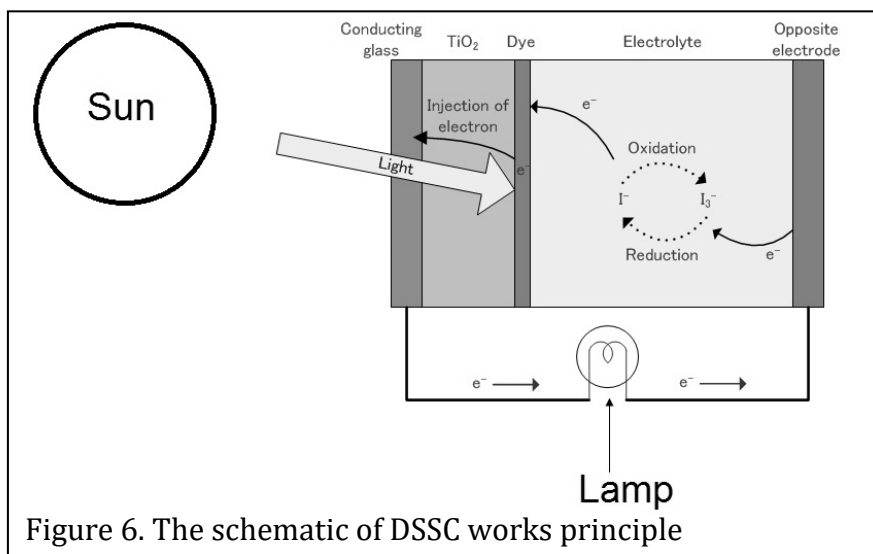 Sun
Conducting
glass
TiO₂
Dye
Electrolyte
Opposite
electrode
Injection of
electron
Light
e⁻
e⁻
Oxidation
I⁻
I₃⁻
Reduction
e⁻
e⁻
e⁻
Lamp
Figure 6. The schematic of DSSC works principle